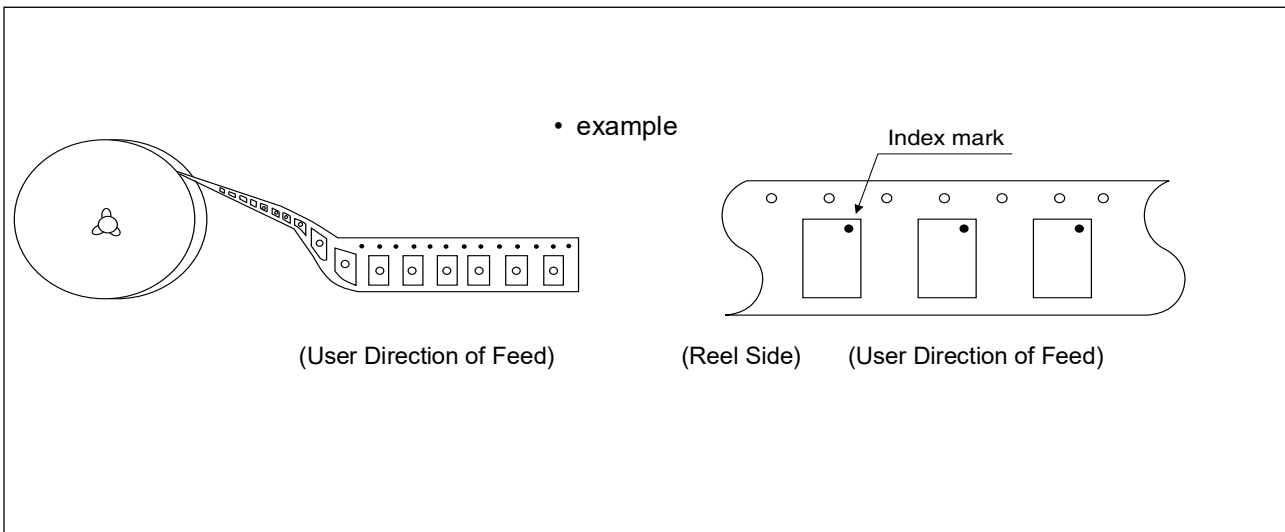 • example
Index mark
(User Direction of Feed)
(Reel Side)
(User Direction of Feed)